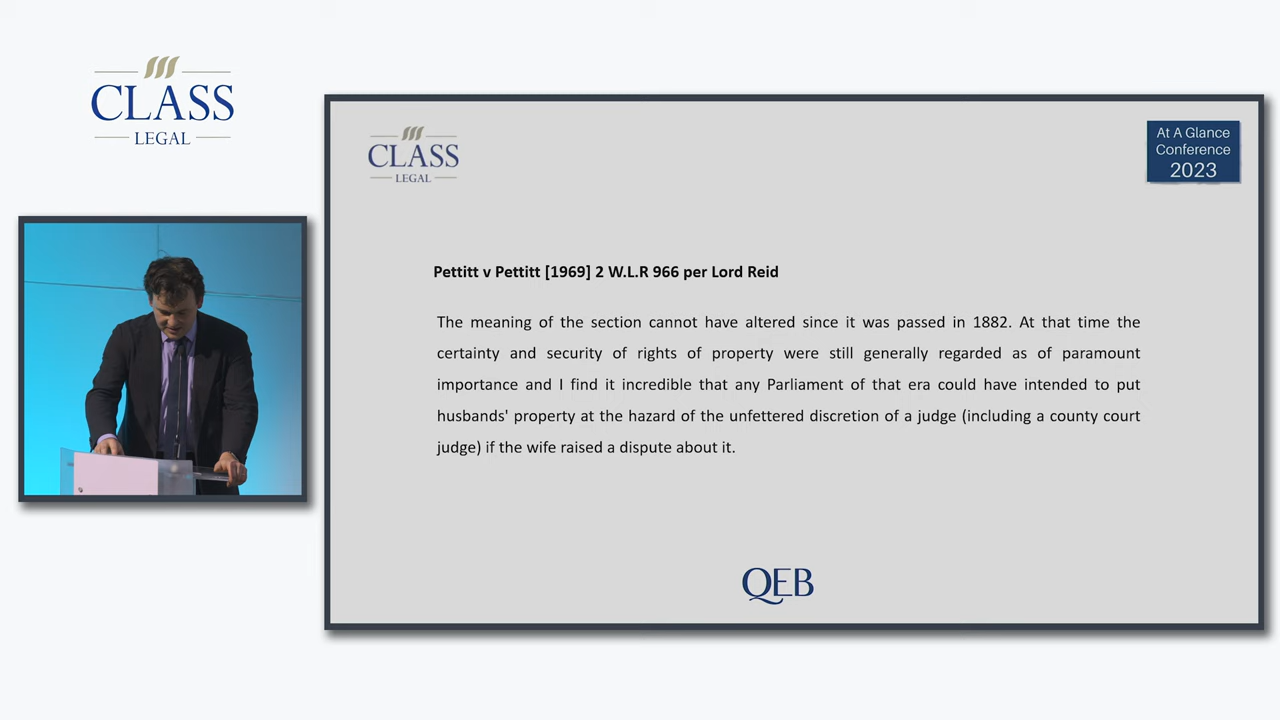 CLASS
LEGAL
CLASS
LEGAL
At A Glance
Conference
2023
Pettitt v Pettitt [1969] 2 W.L.R 966 per Lord Reid
The meaning of the section cannot have altered since it was passed in 1882. At that time the
certainty and security of rights of property were still generally regarded as of paramount
importance and I find it incredible that any Parliament of that era could have intended to put
husbands' property at the hazard of the unfettered discretion of a judge (including a county court
judge) if the wife raised a dispute about it.
QEB